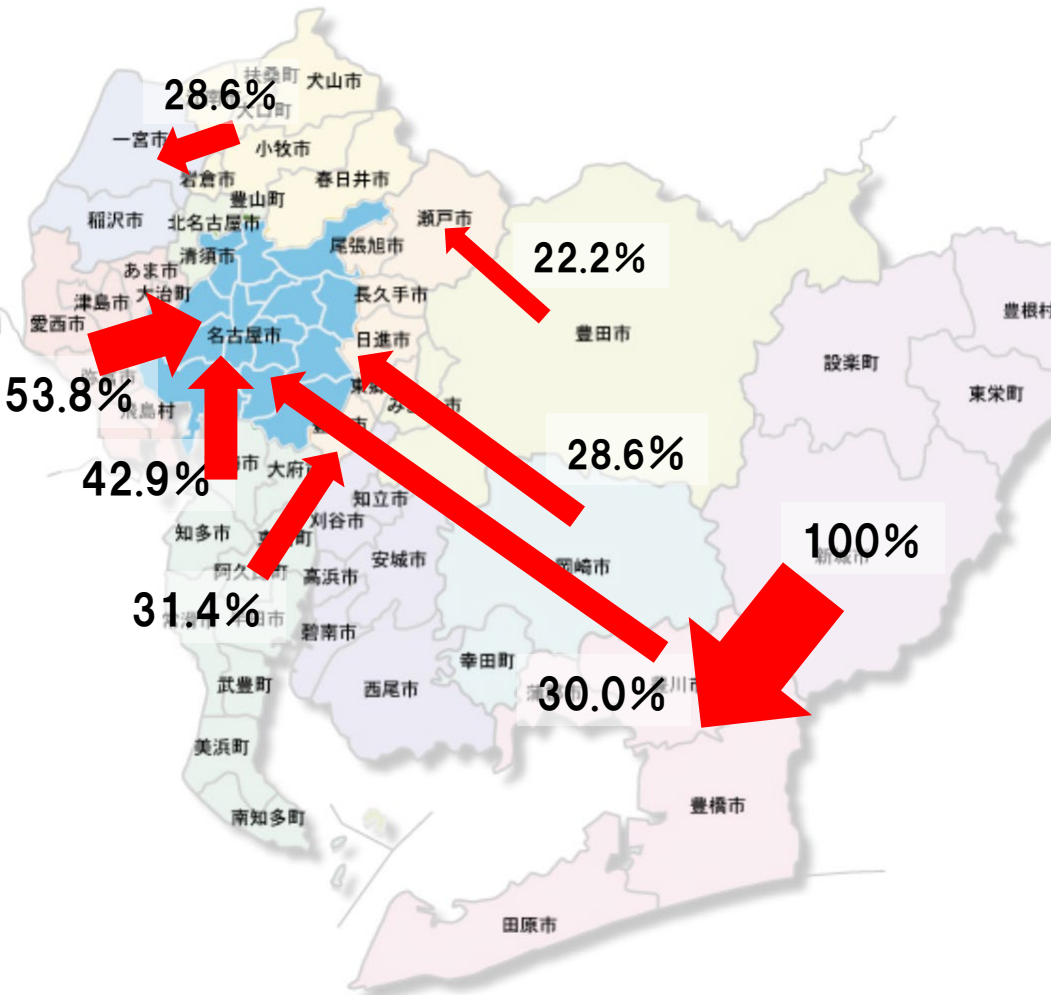 扶桑町
犬山市
28.6%
大口町
一宮市
小牧市
岩倉市
春日井市
豊山町
稲沢市
北名古屋市
瀬戸市
尾張旭市
清須市
22.2%
あま市
大治町
長久手市
津島市
愛西市
豊根村
豊田市
名古屋市
日進市
設楽町
53.8%
東栄町
飛島村
42.9%
28.6%
大府
知立市
刈谷市
知多市
100%
安城市
新城市
岡崎市
高浜市
31.4%
碧南市
幸田町
武豊町
西尾市
30.0%
豊川市
美浜町
豊橋市
南知多町
田原市